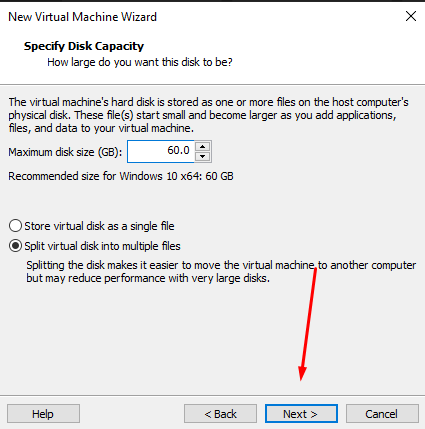 New Virtual Machine Wizard
Specify Disk Capacity
How large do you want this disk to be?
The virtual machine's hard disk is stored as one or more files on the host computer's
physical disk. These file(s) start small and become larger as you add applications,
files, and data to your virtual machine.
Maximum disk size (GB): 60.0
Recommended size for Windows 10 x64: 60 GB
Store virtual disk as a single file
Split virtual disk into multiple files
Splitting the disk makes it easier to move the virtual machine to another computer
but may reduce performance with very large disks.
Help < Back Next > Cancel